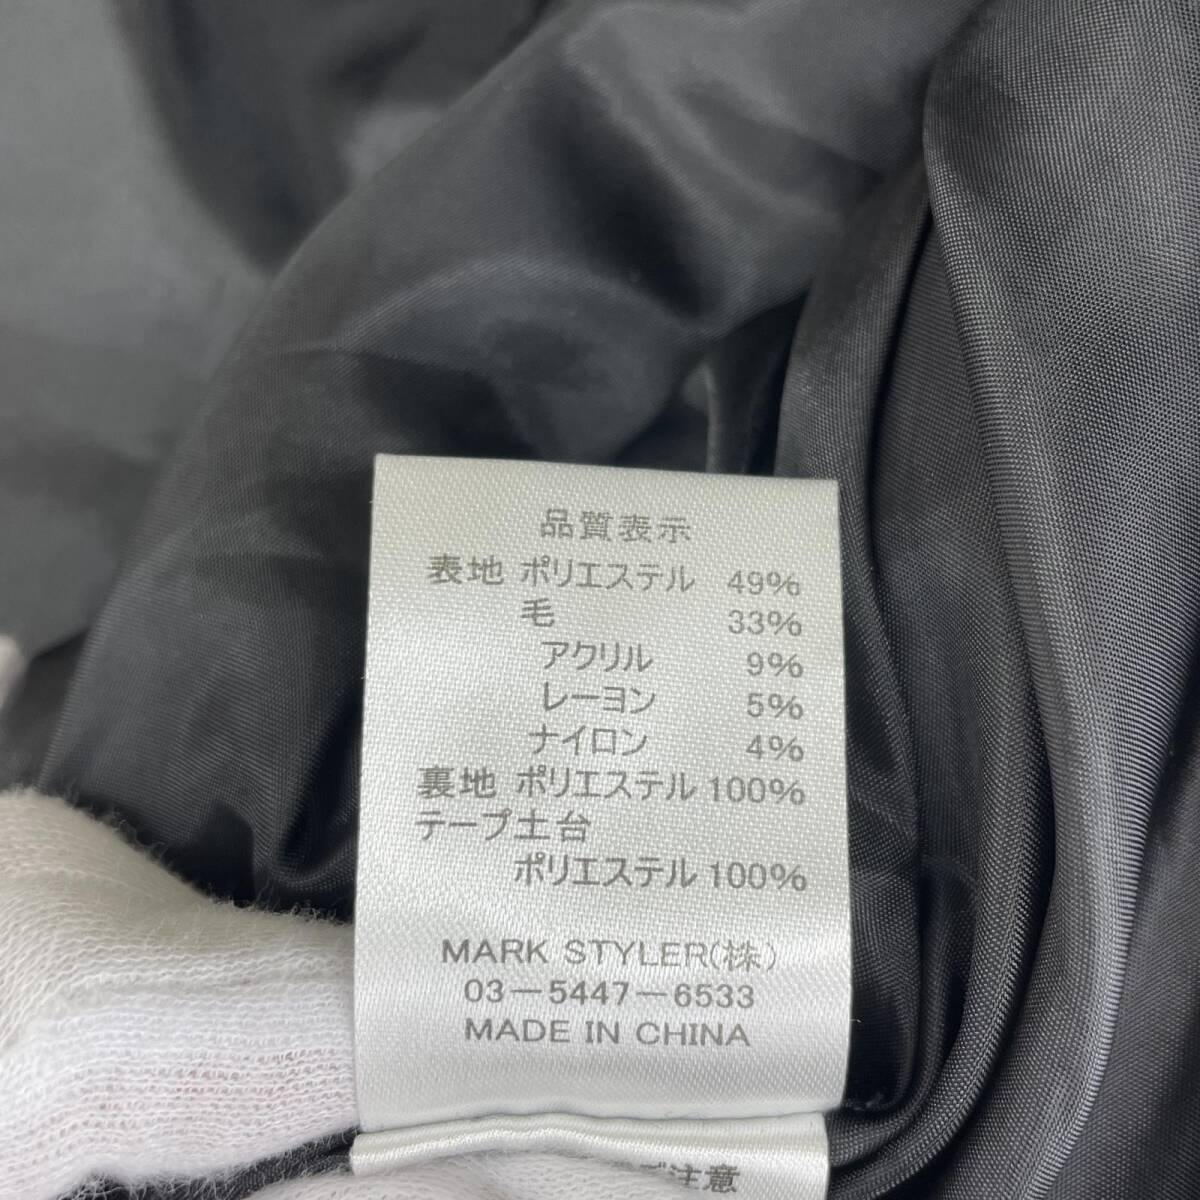 品質表示
表地 ポリエステル 49%
毛 33%
アクリル 9%
レーヨン 5%
ナイロン 4%
裏地 ポリエステル 100%
テープ土台
ポリエステル 100%
MARK STYLER(株)
03-5447-6533
MADE IN CHINA
ご注意